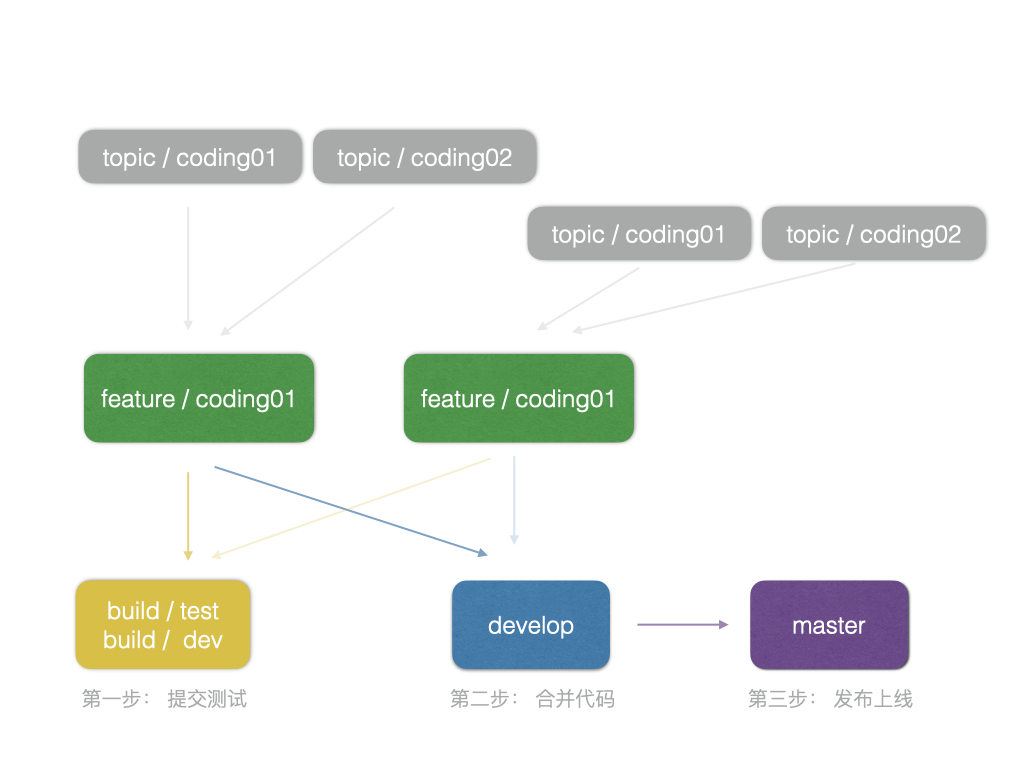 topic / coding01
topic / coding02
topic / coding01
topic / coding02
feature / coding01
feature / coding01
build / test
build / dev
develop
master
第一步： 提交测试
第二步： 合并代码
第三步： 发布上线